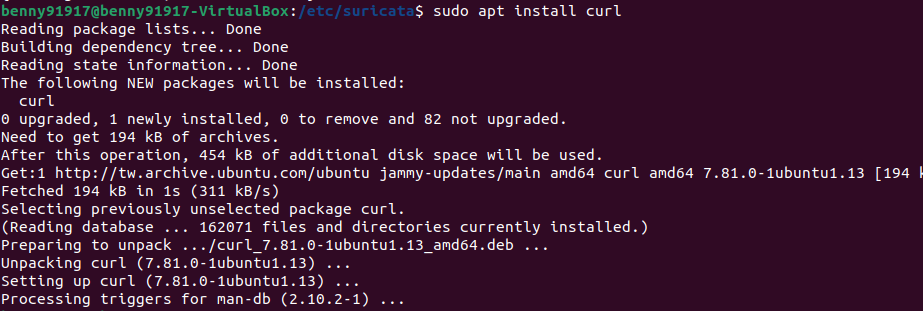 benny91917@benny91917-VirtualBox:/etc/suricata$ sudo apt install curl
Reading package lists... Done
Building dependency tree... Done
Reading state information... Done
The following NEW packages will be installed:
  curl
0 upgraded, 1 newly installed, 0 to remove and 82 not upgraded.
Need to get 194 kB of archives.
After this operation, 454 kB of additional disk space will be used.
Get:1 http://tw.archive.ubuntu.com/ubuntu jammy-updates/main amd64 curl amd64 7.81.0-1ubuntu1.13 [194 k
Fetched 194 kB in 1s (311 kB/s)
Selecting previously unselected package curl.
(Reading database ... 162071 files and directories currently installed.)
Preparing to unpack .../curl_7.81.0-1ubuntu1.13_amd64.deb ...
Unpacking curl (7.81.0-1ubuntu1.13) ...
Setting up curl (7.81.0-1ubuntu1.13) ...
Processing triggers for man-db (2.10.2-1) ...